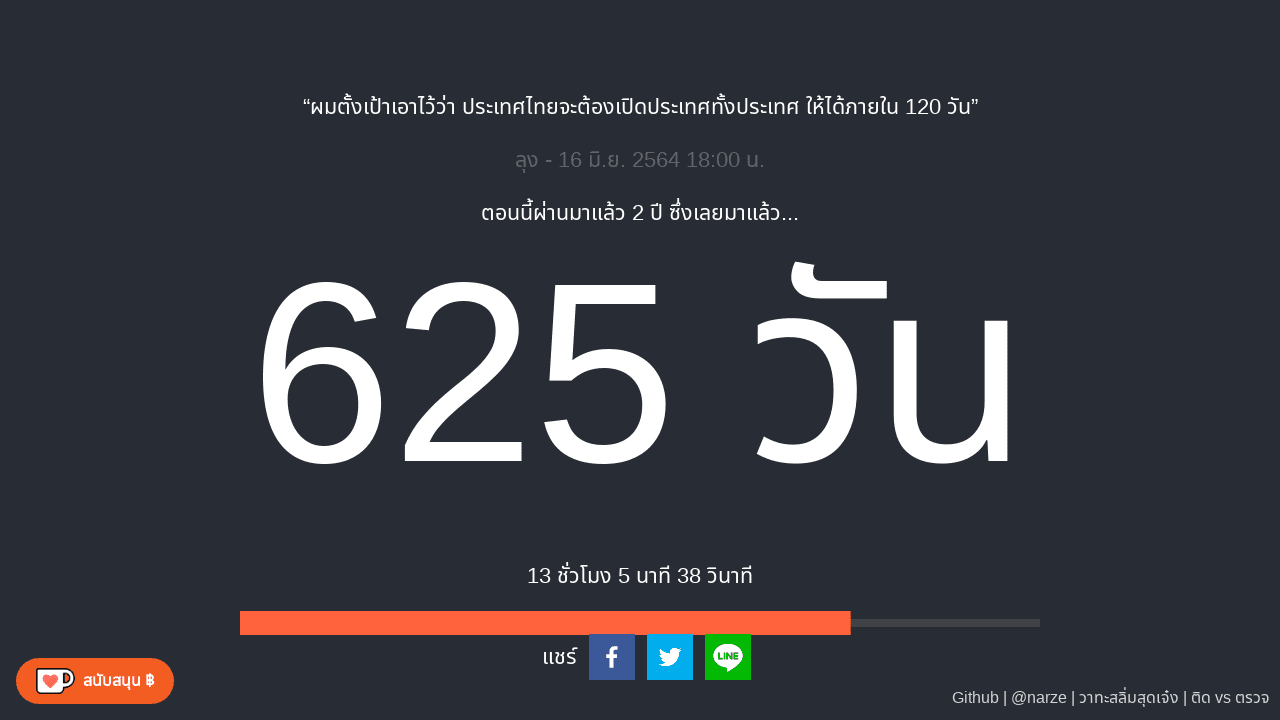 “ผมตั้งเป้าเอาไว้ว่า ประเทศไทยจะต้องเปิดประเทศทั้งประเทศ ให้ได้ภายใน 120 วัน”
ลุง - 16 มิ.ย. 2564 18:00 น.
ตอนนี้ผ่านมาแล้ว 2 ปี ซึ่งเลยมาแล้ว...
625 วัน
13 ชั่วโมง 5 นาที 38 วินาที
แชร์
LINE
สนับสนุน ฿
Github | @narze | วาทะสลิ่มสุดเจ๋ง | ติด vs ตรวจ